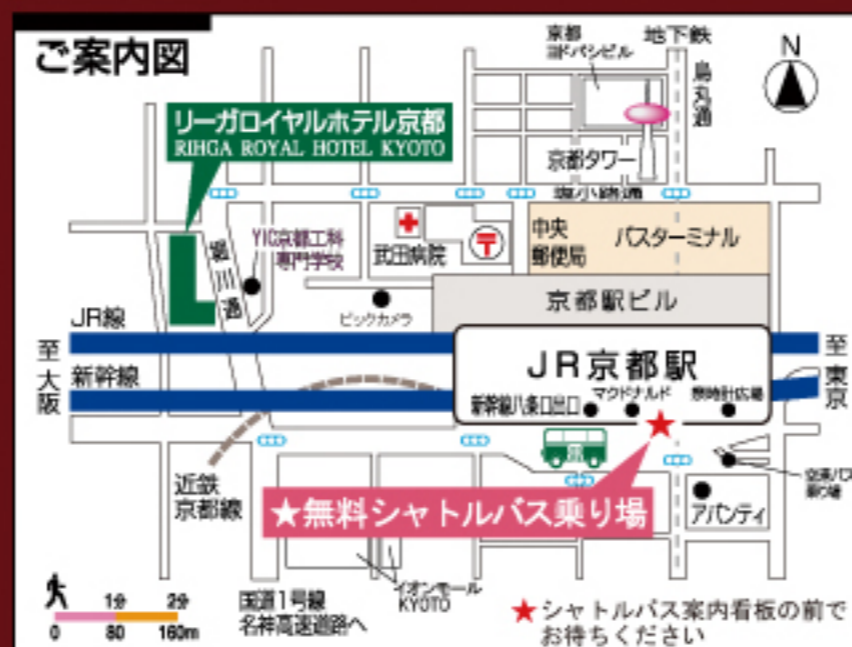 ご案内図
京都
ヨドバシビル
地下鉄
烏丸通
N
リーガロイヤルホテル京都
RIHGA ROYAL HOTEL KYOTO
京都タワー
塩小路通
YIC京都工科
専門学校
堀川通
武田病院
中央
郵便局
バスターミナル
ビックカメラ
京都駅ビル
JR線
至大阪
新幹線
JR京都駅
新幹線八条口出口
マクドナルド
至東京
近鉄
京都線
★無料シャトルバス乗り場
アバンティ
空港バス
乗り場
イオンモール
KYOTO
国道1号線
名神高速道路へ
1分 2分
0 80 160m
★シャトルバス案内看板の前で
お待ちください